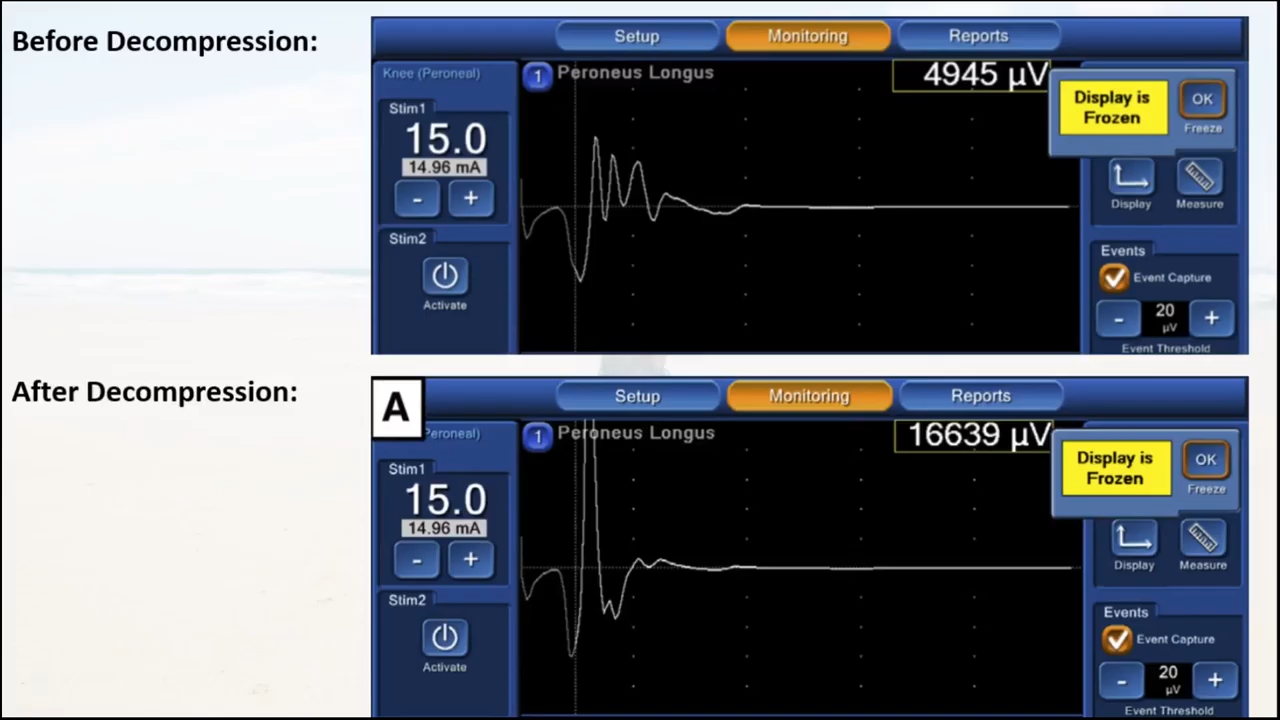 Before Decompression:
Setup
Monitoring
Reports
Knee (Peroneal)
1 Peroneus Longus
4945 µV
Display is
Frozen
OK
Freeze
Stim1
15.0
14.96 mA
- +
Display
Measure
Stim2
Activate
Events
Event Capture
- 20 +
µV
Event Threshold
After Decompression:
A
Setup
Monitoring
Reports
Peroneal)
1 Peroneus Longus
16639 µV
Display is
Frozen
OK
Freeze
Stim1
15.0
14.96 mA
- +
Display
Measure
Stim2
Activate
Events
Event Capture
- 20 +
µV
Event Threshold